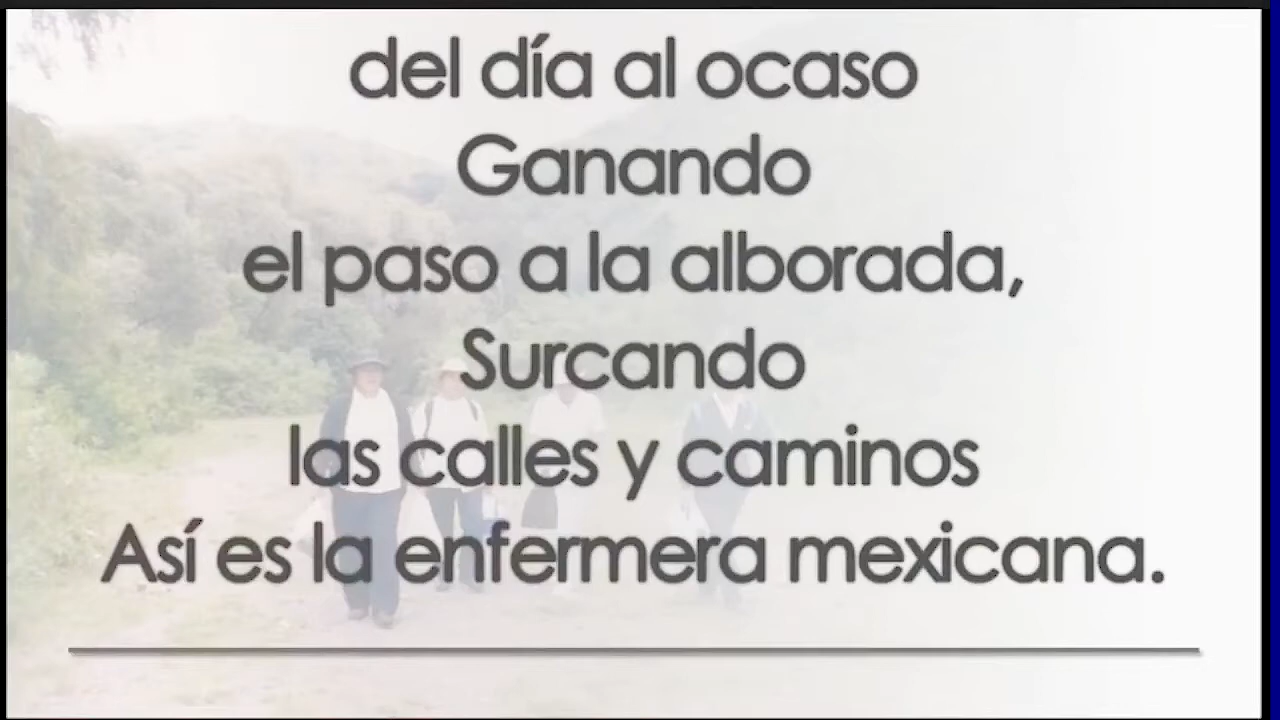 del día al ocaso
Ganando
el paso a la alborada,
Surcando
las calles y caminos
Así es la enfermera mexicana.